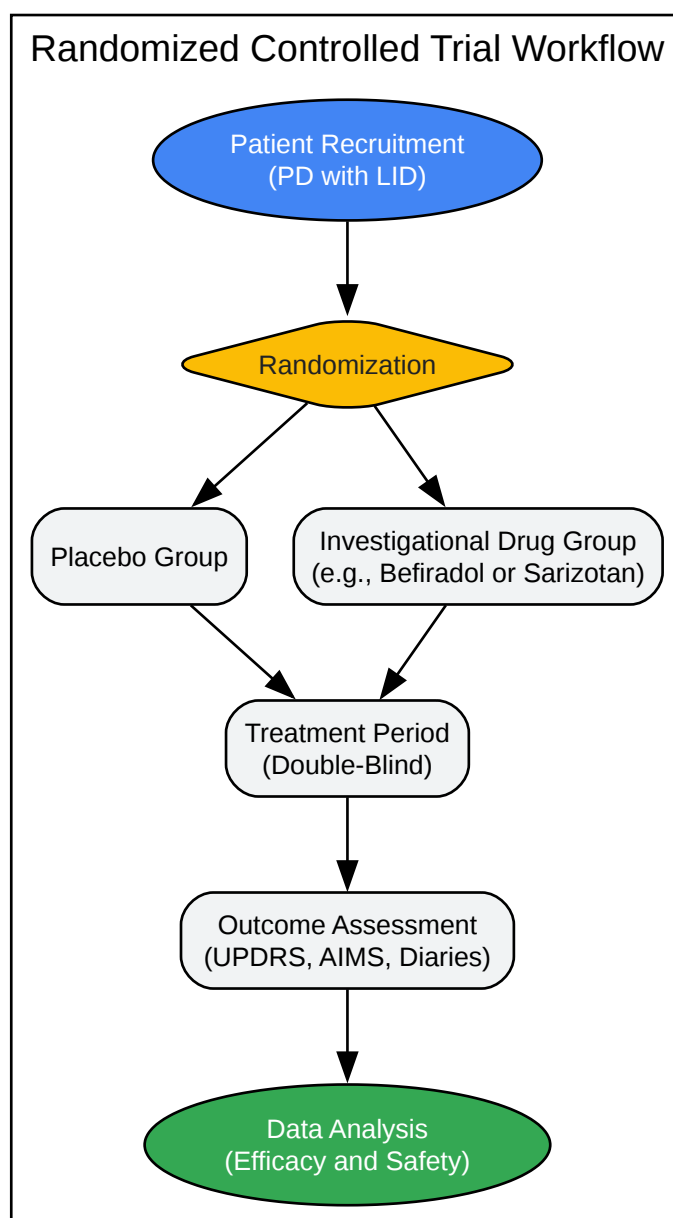 Randomized Controlled Trial Workflow
Patient Recruitment
(PD with LID)
Randomization
Placebo Group
Investigational Drug Group
(e.g., Befiradol or Sarizotan)
Treatment Period
(Double-Blind)
Outcome Assessment
(UPDRS, AIMS, Diaries)
Data Analysis
(Efficacy and Safety)